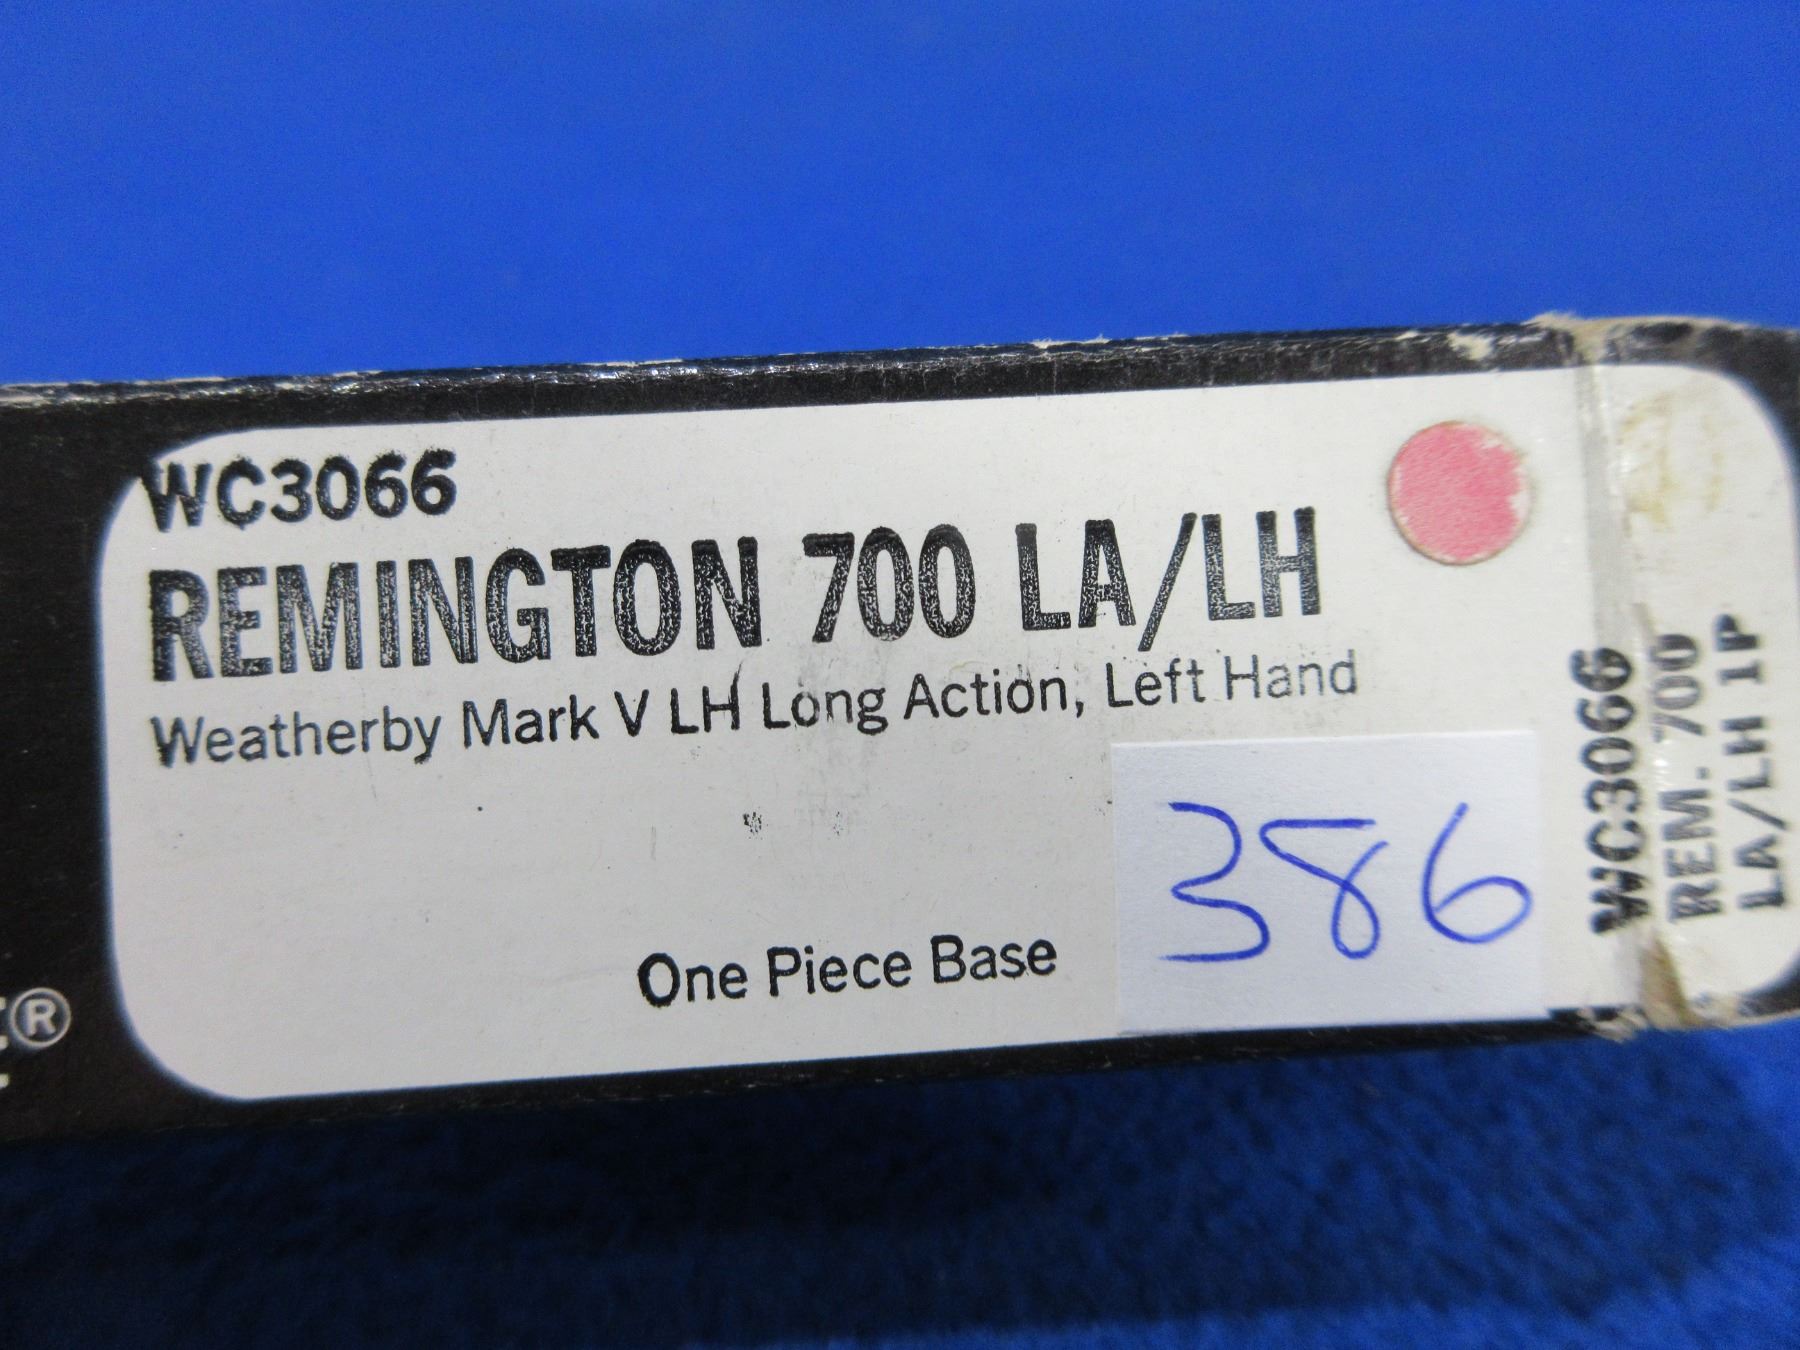 WC3066
REMINGTON 700 LA/LH
Weatherby Mark V LH Long Action, Left Hand
One Piece Base
386
WC3066
REM. 700
LA/LH 1P
®